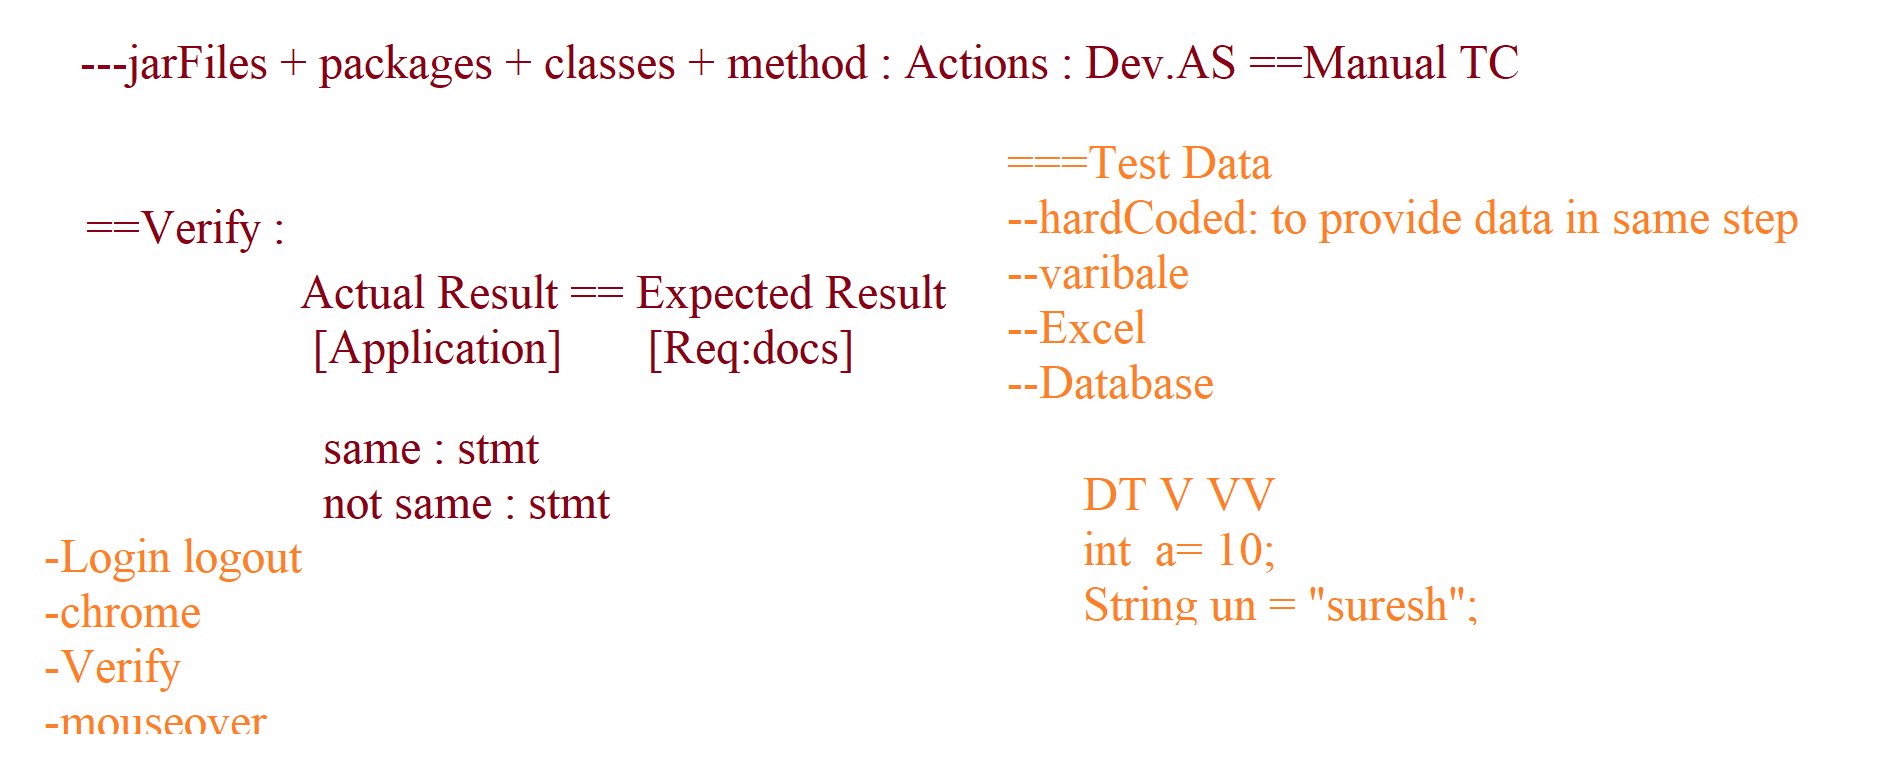 ---jarFiles + packages + classes + method : Actions : Dev.AS ==Manual TC
==Verify :
Actual Result == Expected Result
[Application] [Req:docs]
same : stmt
not same : stmt
-Login logout
-chrome
-Verify
-mouseover
===Test Data
--hardCoded: to provide data in same step
--varibale
--Excel
--Database
DT V VV
int a= 10;
String un = "suresh";